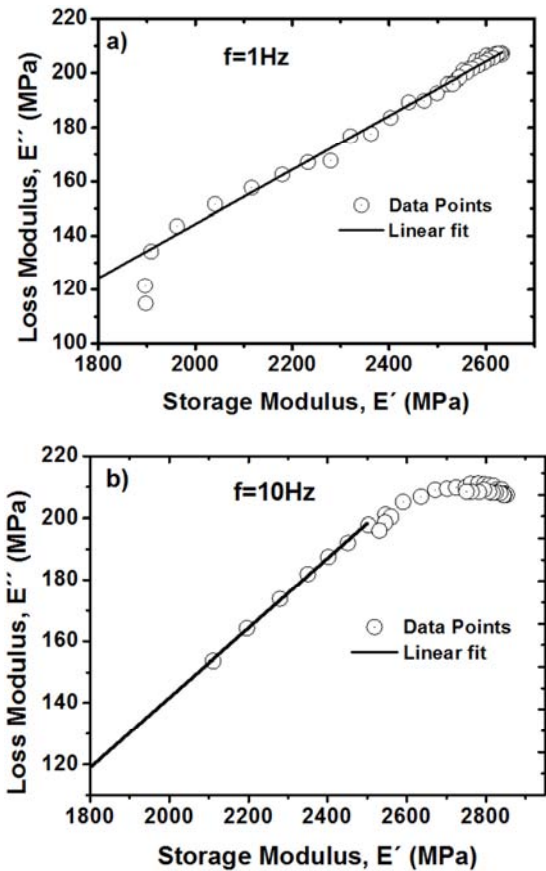 a)
f=1Hz
220
200
180
160
140
120
100
Loss Modulus, E´´ (MPa)
Data Points
Linear fit
1800 2000 2200 2400 2600
Storage Modulus, E´ (MPa)
b)
f=10Hz
220
200
180
160
140
120
Loss Modulus, E´´ (MPa)
Data Points
Linear fit
1800 2000 2200 2400 2600 2800
Storage Modulus, E´ (MPa)